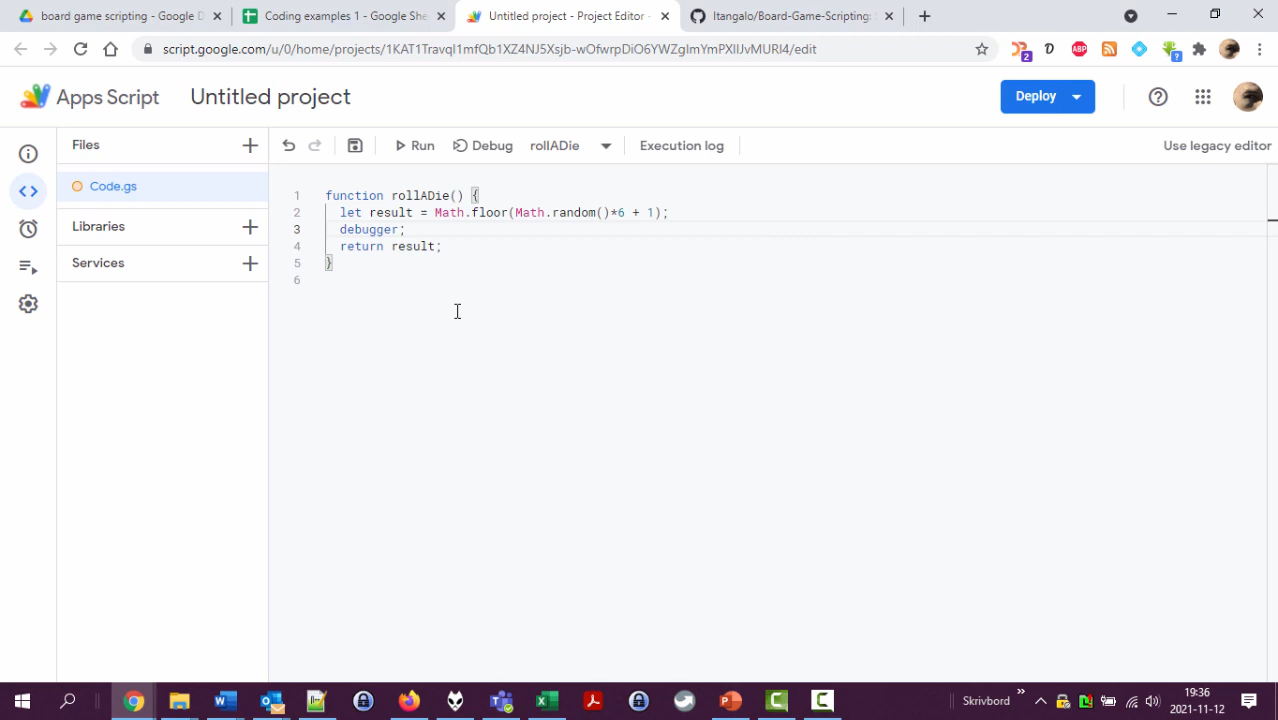 board game scripting - Google D
Coding examples 1 - Google She
Untitled project - Project Editor -
Itangalo/Board-Game-Scripting:
script.google.com/u/0/home/projects/
2
ABP
?
Apps Script
Untitled project
Deploy
Files
Run
Debug
rollADie
Execution log
Use legacy editor
Code.gs
Libraries
Services
1 function rollADie() {
2 let result = Math.floor(Math.random()*6 + 1);
3 debugger;
4 return result;
5 }
6
Skrivbord
19:36
2021-11-12